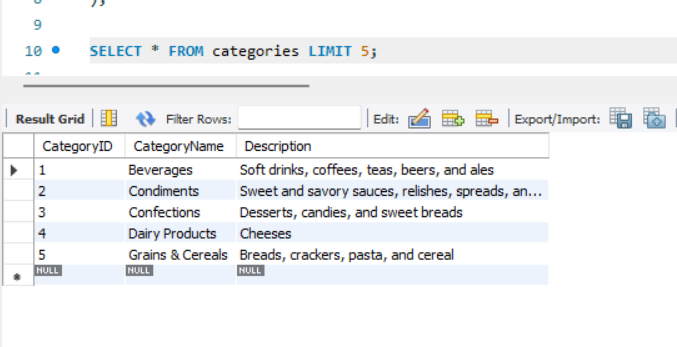 );
9
10 SELECT * FROM categories LIMIT 5;
Result Grid Filter Rows: Edit: Export/Import:
CategoryID CategoryName Description
1 Beverages Soft drinks, coffees, teas, beers, and ales
2 Condiments Sweet and savory sauces, relishes, spreads, an...
3 Confections Desserts, candies, and sweet breads
4 Dairy Products Cheeses
5 Grains & Cereals Breads, crackers, pasta, and cereal
NULL NULL NULL